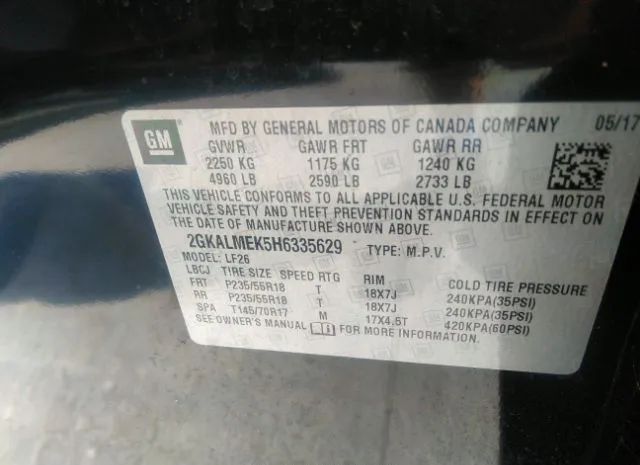 GM
MFD BY GENERAL MOTORS OF CANADA COMPANY 05/17
GVWR GAWR FRT GAWR RR
2250 KG 1175 KG 1240 KG
4960 LB 2590 LB 2733 LB
THIS VEHICLE CONFORMS TO ALL APPLICABLE U.S. FEDERAL MOTOR
VEHICLE SAFETY AND THEFT PREVENTION STANDARDS IN EFFECT ON
THE DATE OF MANUFACTURE SHOWN ABOVE.
2GKALMEK5H6335629 TYPE: M.P.V.
MODEL: LF26
LBCJ TIRE SIZE SPEED RTG RIM COLD TIRE PRESSURE
FRT P235/55R18 T 18X7J 240KPA(35PSI)
RR P235/55R18 T 18X7J 240KPA(35PSI)
SPA T145/70R17 M 17X4.5T 420KPA(60PSI)
SEE OWNER'S MANUAL FOR MORE INFORMATION.